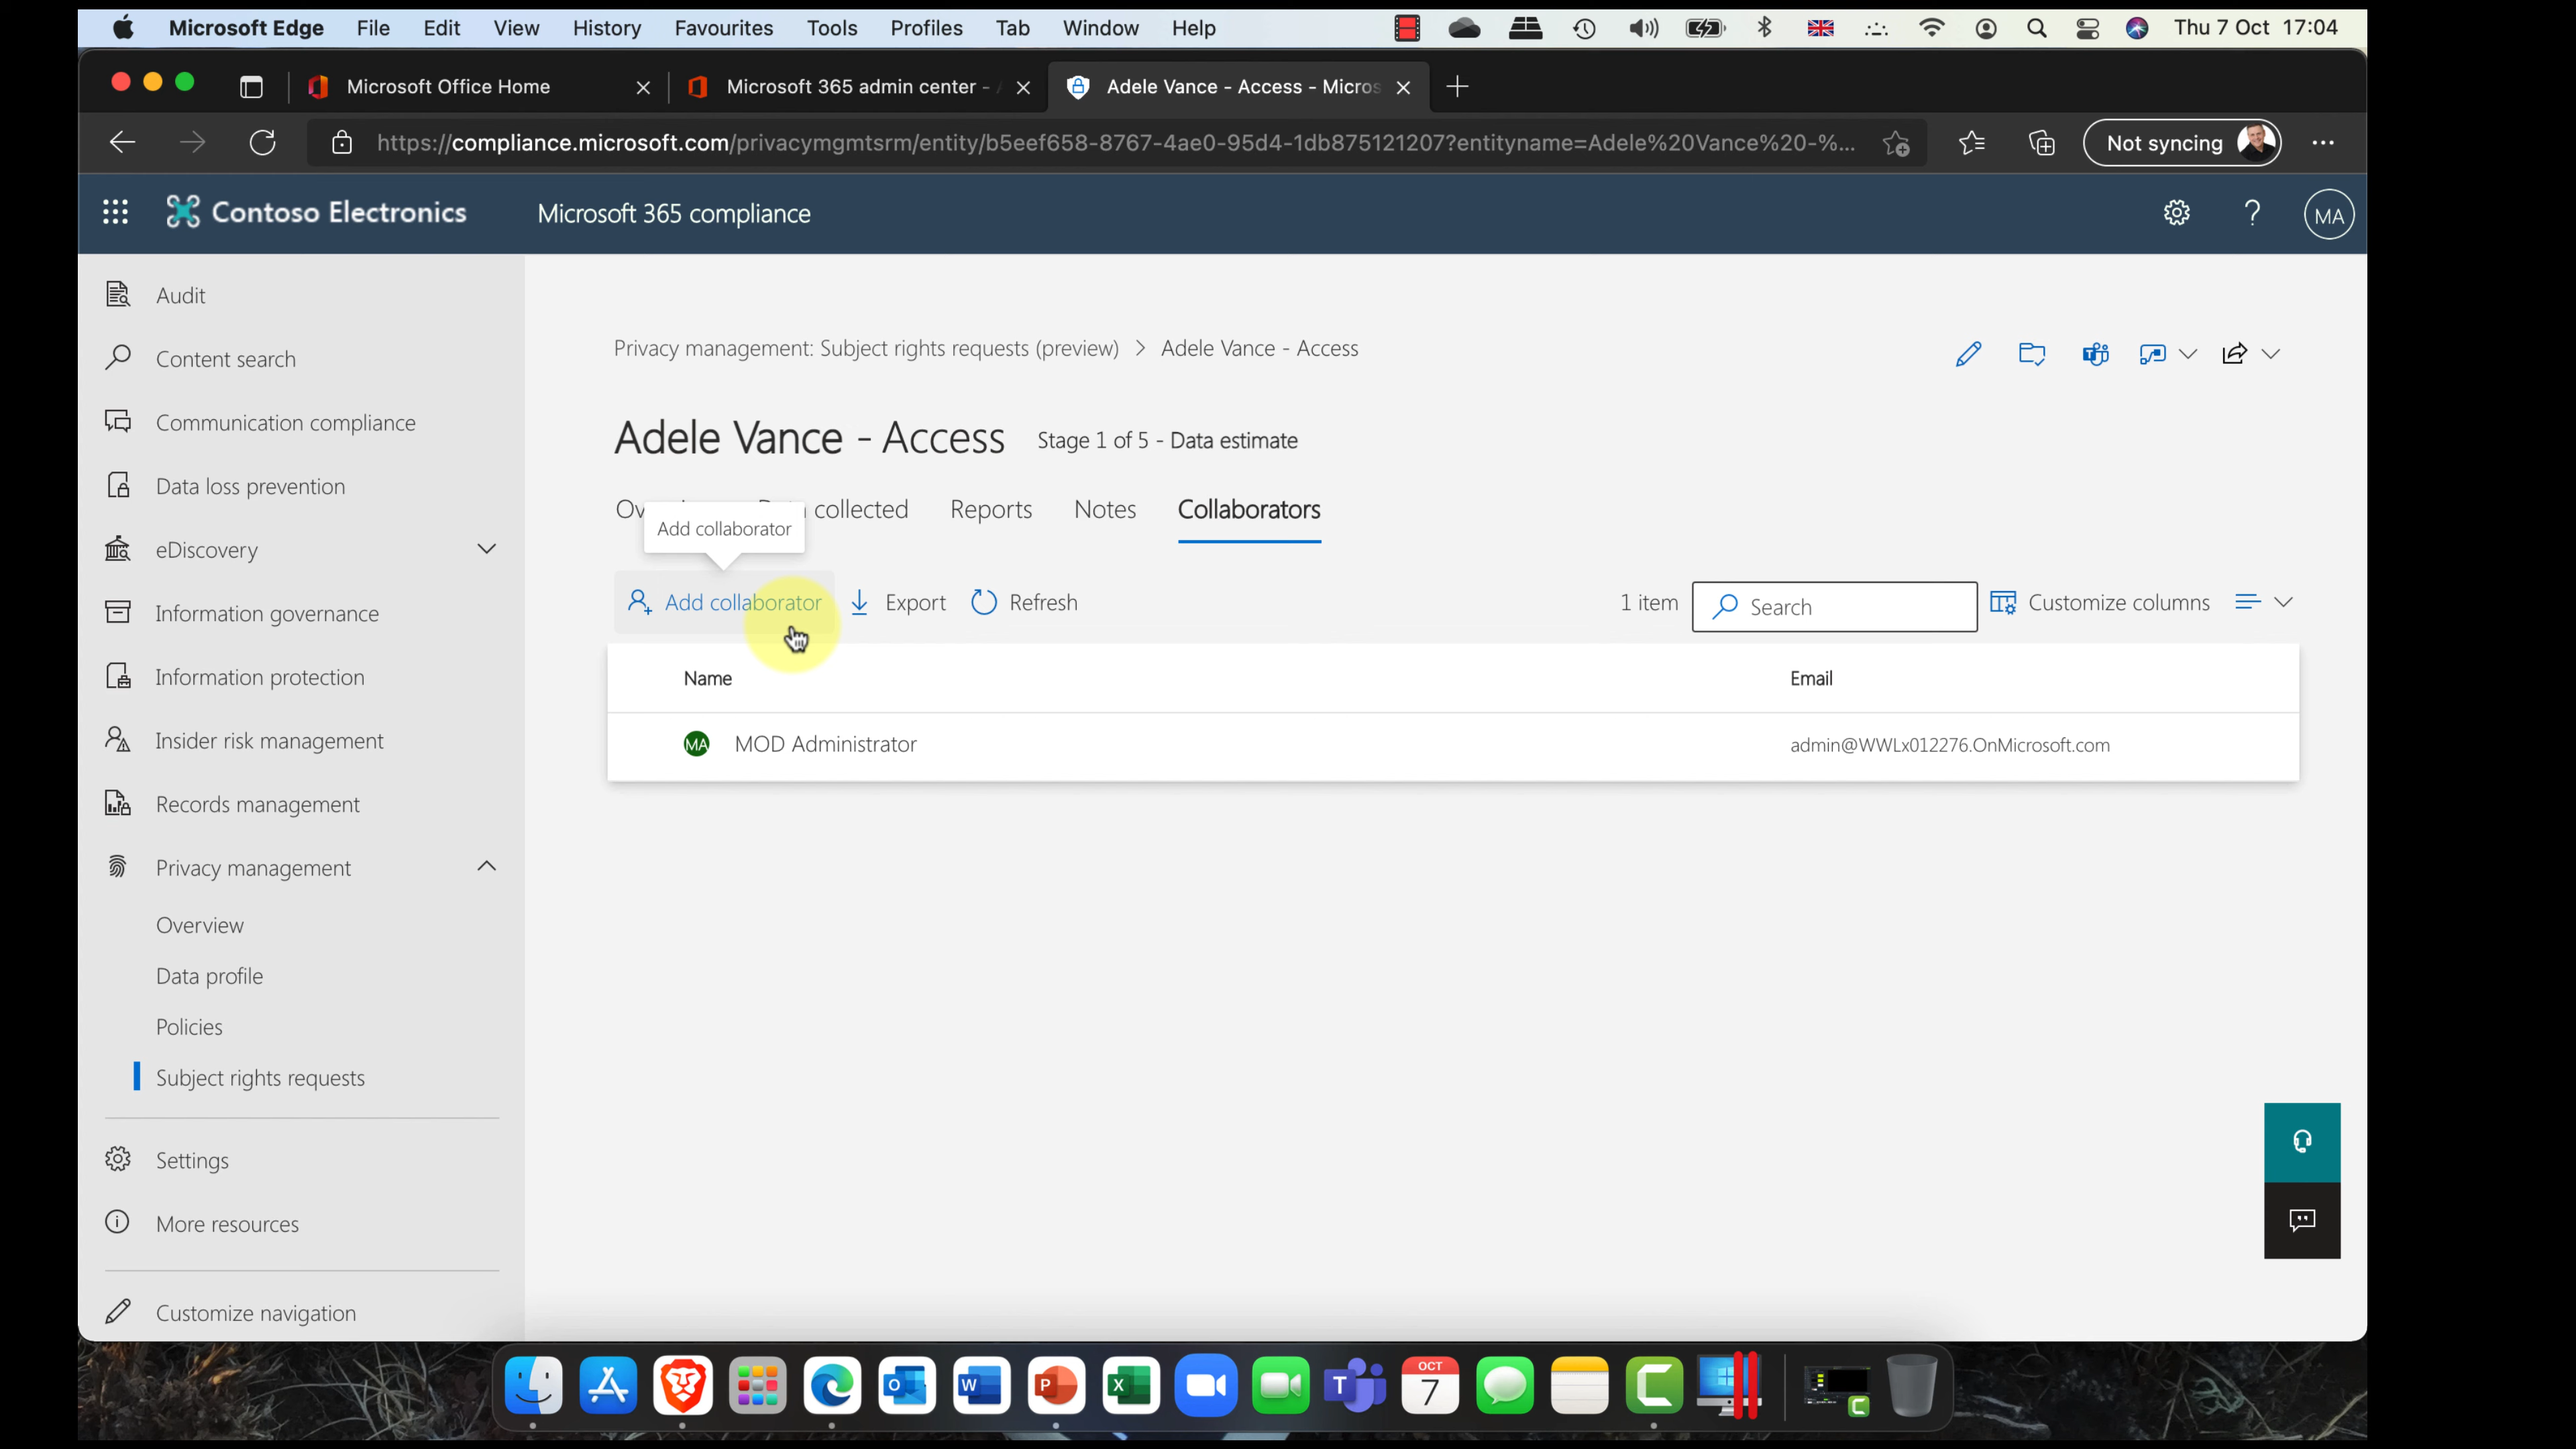 Microsoft Edge File Edit View History Favourites Tools Profiles Tab Window Help Thu 7 Oct 17:04
Microsoft Office Home Microsoft 365 admin center - Adele Vance - Access - Micros
https://compliance.microsoft.com/privacymgmtsrm/entity/b5eef658-8767-4ae0-95d4-1db875121207?entityname=Adele%20Vance%20-%... Not syncing
Contoso Electronics Microsoft 365 compliance MA
Audit
Content search
Communication compliance
Data loss prevention
eDiscovery
Information governance
Information protection
Insider risk management
Records management
Privacy management
Overview
Data profile
Policies
Subject rights requests
Settings
More resources
Customize navigation
Privacy management: Subject rights requests (preview) > Adele Vance - Access
Adele Vance - Access Stage 1 of 5 - Data estimate
collected Reports Notes Collaborators
Add collaborator
Add collaborator Export Refresh 1 item Search Customize columns
Name Email
MA MOD Administrator admin@WWLx012276.OnMicrosoft.com
OCT
7